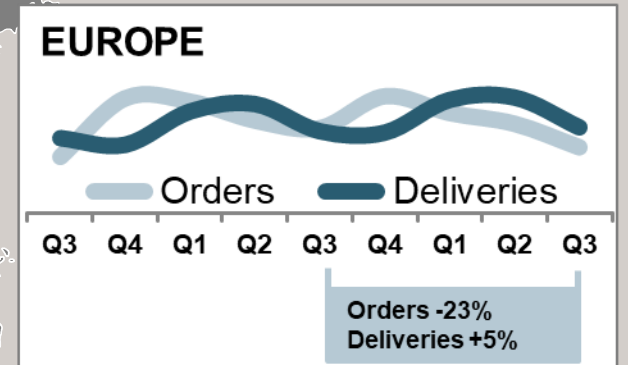 EUROPE
Orders Deliveries
Q3 Q4 Q1 Q2 Q3 Q4 Q1 Q2 Q3
Orders -23%
Deliveries +5%